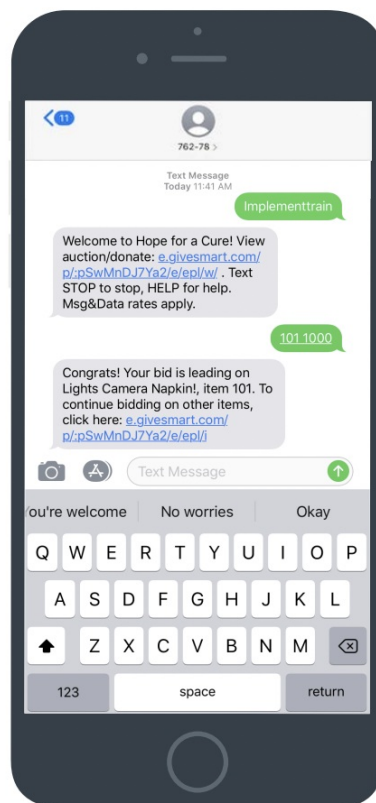 11
762-78 >
Text Message
Today 11:41 AM
Implementtrain
Welcome to Hope for a Cure! View
auction/donate: e.givesmart.com/
p/:pSwMnDJ7Ya2/e/epl/w/ . Text
STOP to stop, HELP for help.
Msg&Data rates apply.
101 1000
Congrats! Your bid is leading on
Lights Camera Napkin!, item 101. To
continue bidding on other items,
click here: e.givesmart.com/
p/:pSwMnDJ7Ya2/e/epl/i
Text Message
ou're welcome No worries Okay
Q W E R T Y U I O P
A S D F G H J K L
Z X C V B N M
123 space return